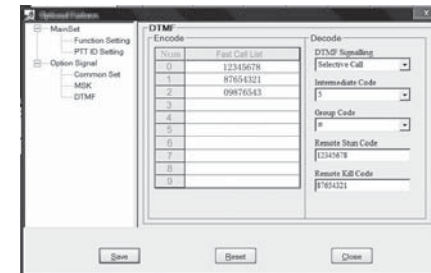 Optional Features
MainSet
Function Setting
PTT ID Setting
Option Signal
Common Set
MSK
DTMF
DTMF
Encode
Num Fast Call List
0 12345678
1 87654321
2 09876543
3
4
5
6
7
8
9
Decode
DTMF Signalling
Selective Call
Intermediate Code
Group Code
#
Remote Stun Code
12345678
Remote Kill Code
87654321
Save Reset Close